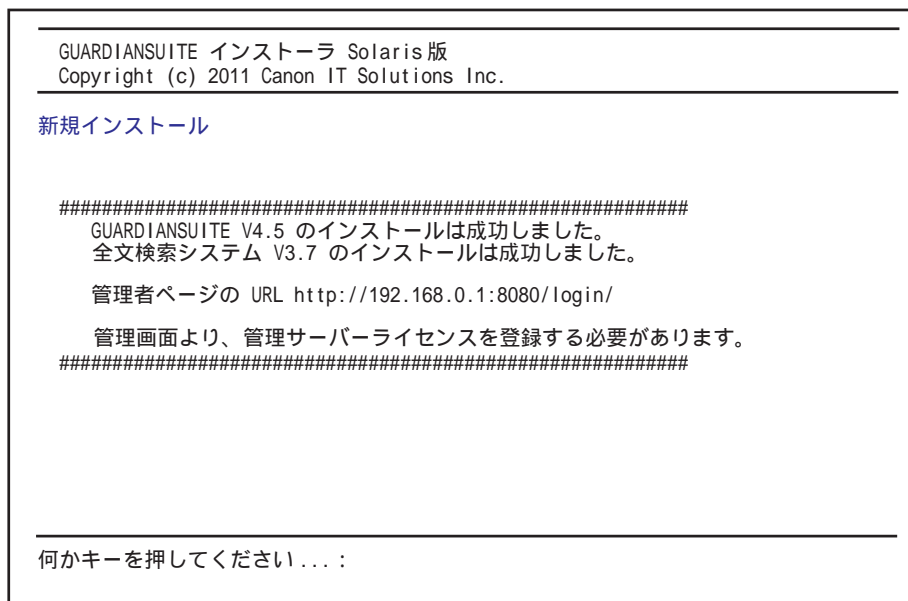 GUARDIANSUITE インストーラ Solaris版
Copyright (c) 2011 Canon IT Solutions Inc.
新規インストール
###########################################################
GUARDIANSUITE V4.5 のインストールは成功しました。
全文検索システム V3.7 のインストールは成功しました。
管理者ページの URL http://192.168.0.1:8080/login/
管理画面より、管理サーバーライセンスを登録する必要があります。
###########################################################
何かキーを押してください...: